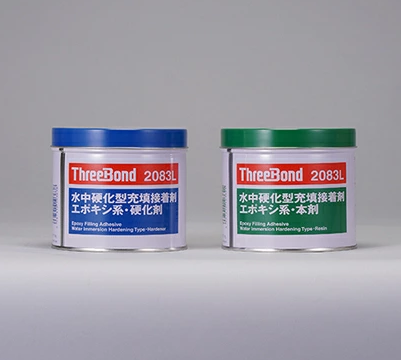 ThreeBond 2083L
水中硬化型充填接着剤
エポキシ系・硬化剤
Epoxy Filling Adhesive
Water Immersion Hardening Type-Hardener
ThreeBond 2083L
水中硬化型充填接着剤
エポキシ系・本剤
Epoxy Filling Adhesive
Water Immersion Hardening Type-Resin